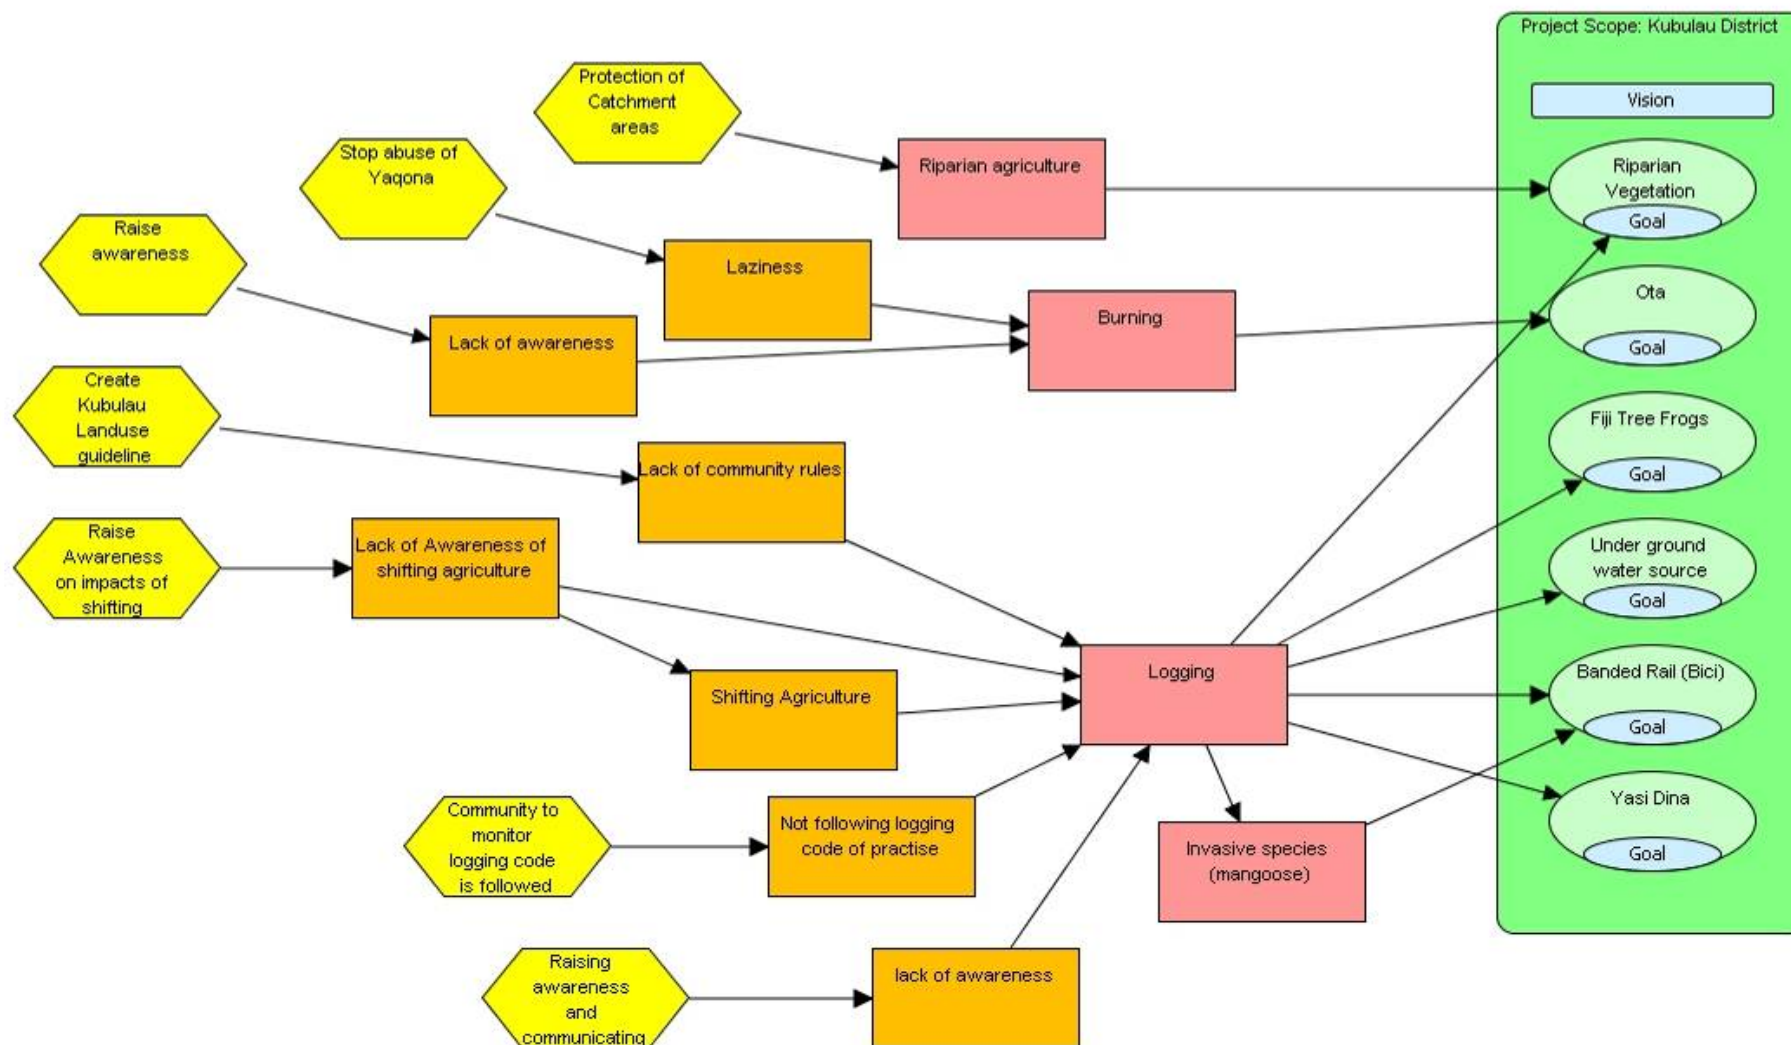 Project Scope: Kubulau District
Vision
Protection of
Catchment
areas
Stop abuse of
Yaqona
Riparian agriculture
Riparian
Vegetation
Goal
Raise
awareness
Laziness
Burning
Ota
Goal
Lack of awareness
Create
Kubulau
Landuse
guideline
Fiji Tree Frogs
Goal
Lack of community rules
Raise
Awareness
on impacts of
shifting
Lack of Awareness of
shifting agriculture
Under ground
water source
Goal
Shifting Agriculture
Logging
Banded Rail (Bici)
Goal
Community to
monitor
logging code
is followed
Not following logging
code of practise
Invasive species
(mangoose)
Yasi Dina
Goal
Raising
awareness
and
communicating
lack of awareness